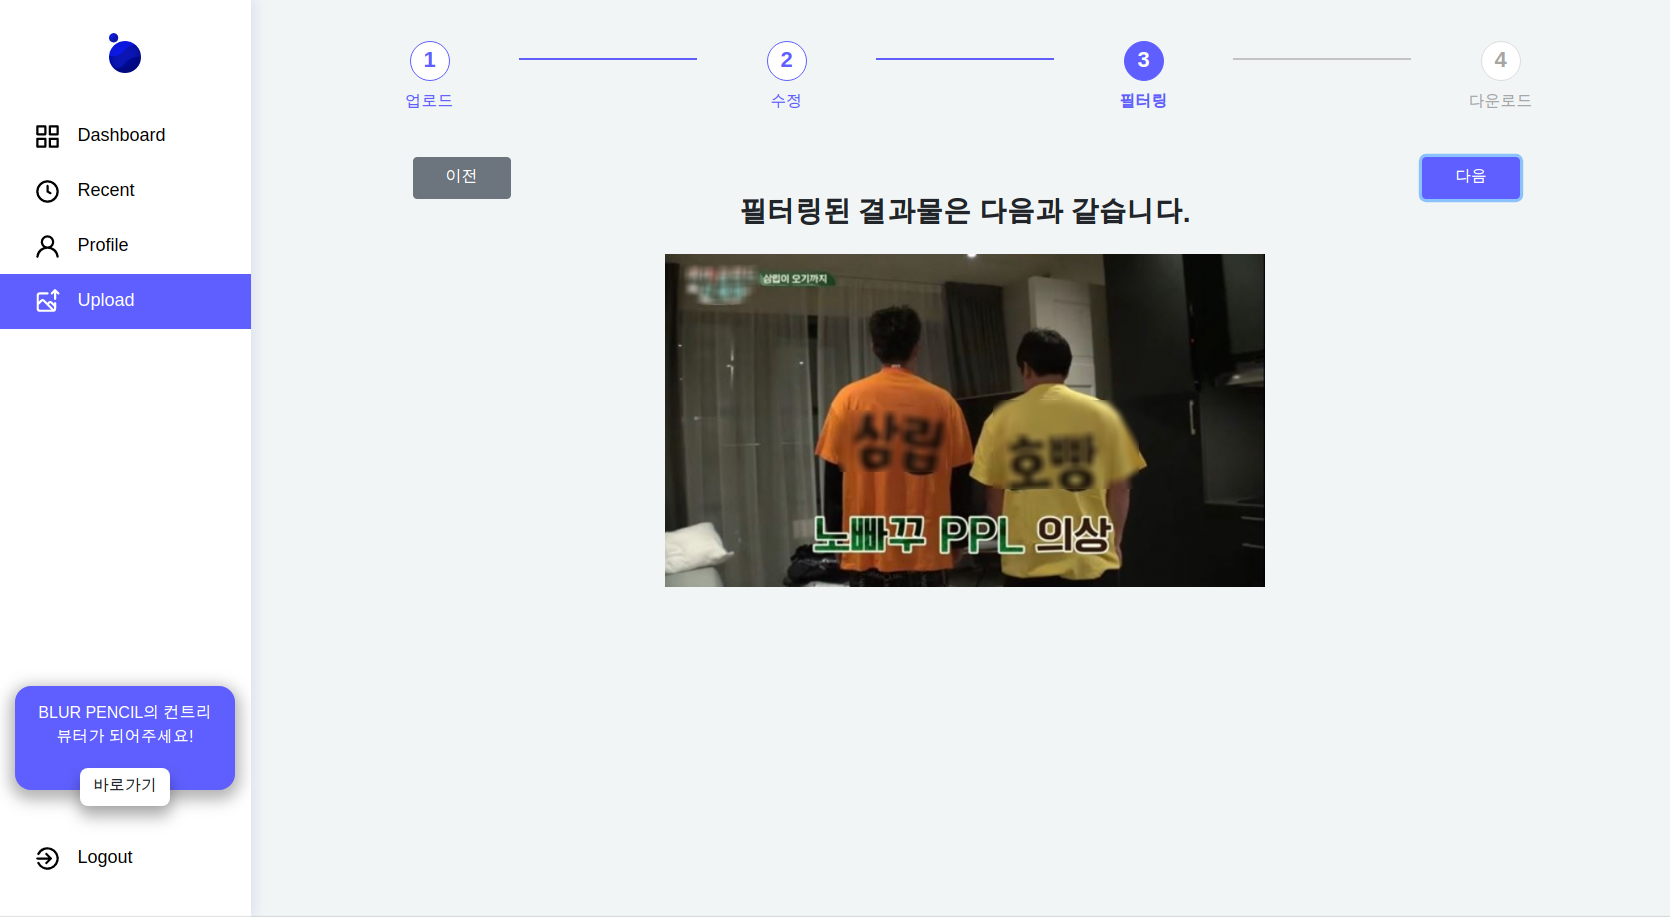 Dashboard
Recent
Profile
Upload
BLUR PENCIL의 컨트리
뷰터가 되어주세요!
바로가기
Logout
1
업로드
2
수정
3
필터링
4
다운로드
이전
다음
필터링된 결과물은 다음과 같습니다.
삼립이 오기까지
삼립
호빵
노빠꾸 PPL 의상